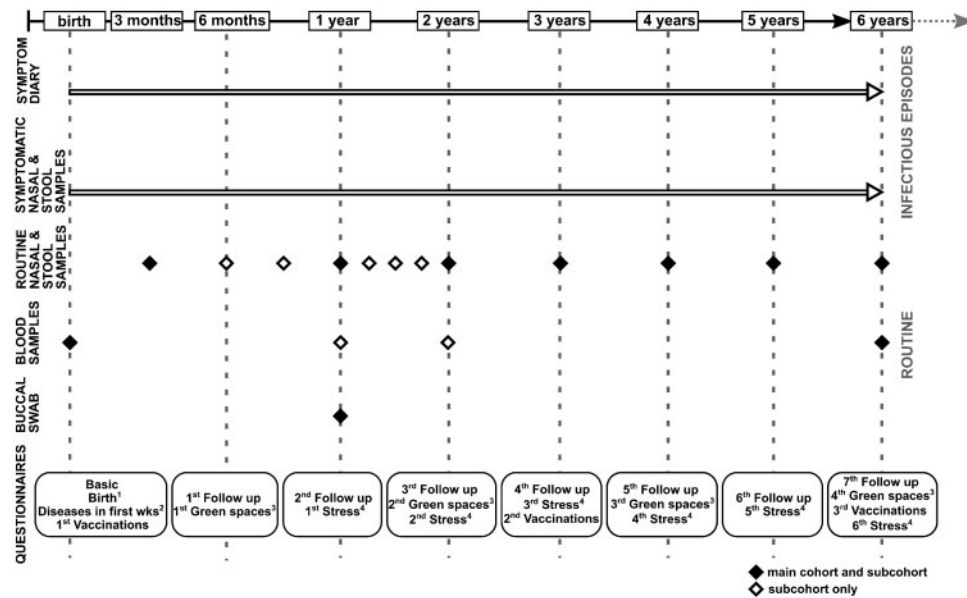 birth 3 months 6 months 1 year 2 years 3 years 4 years 5 years 6 years
SYMPTOM
DIARY
SYMPTOMATIC
NASAL &
STOOL
SAMPLES
INFECTIOUS EPISODES
ROUTINE
NASAL &
STOOL
SAMPLES
BLOOD
SAMPLES
ROUTINE
BUCCAL
SWAB
QUESTIONNAIRES
Basic
Birth¹
Diseases in first wks²
1st Vaccinations
1st Follow up
1st Green spaces³
2nd Follow up
1st Stress⁴
3rd Follow up
2nd Green spaces³
2nd Stress⁴
4th Follow up
3rd Stress⁴
2nd Vaccinations
5th Follow up
3rd Green spaces³
4th Stress⁴
6th Follow up
5th Stress⁴
7th Follow up
4th Green spaces³
3rd Vaccinations
6th Stress⁴
main cohort and subcohort
subcohort only